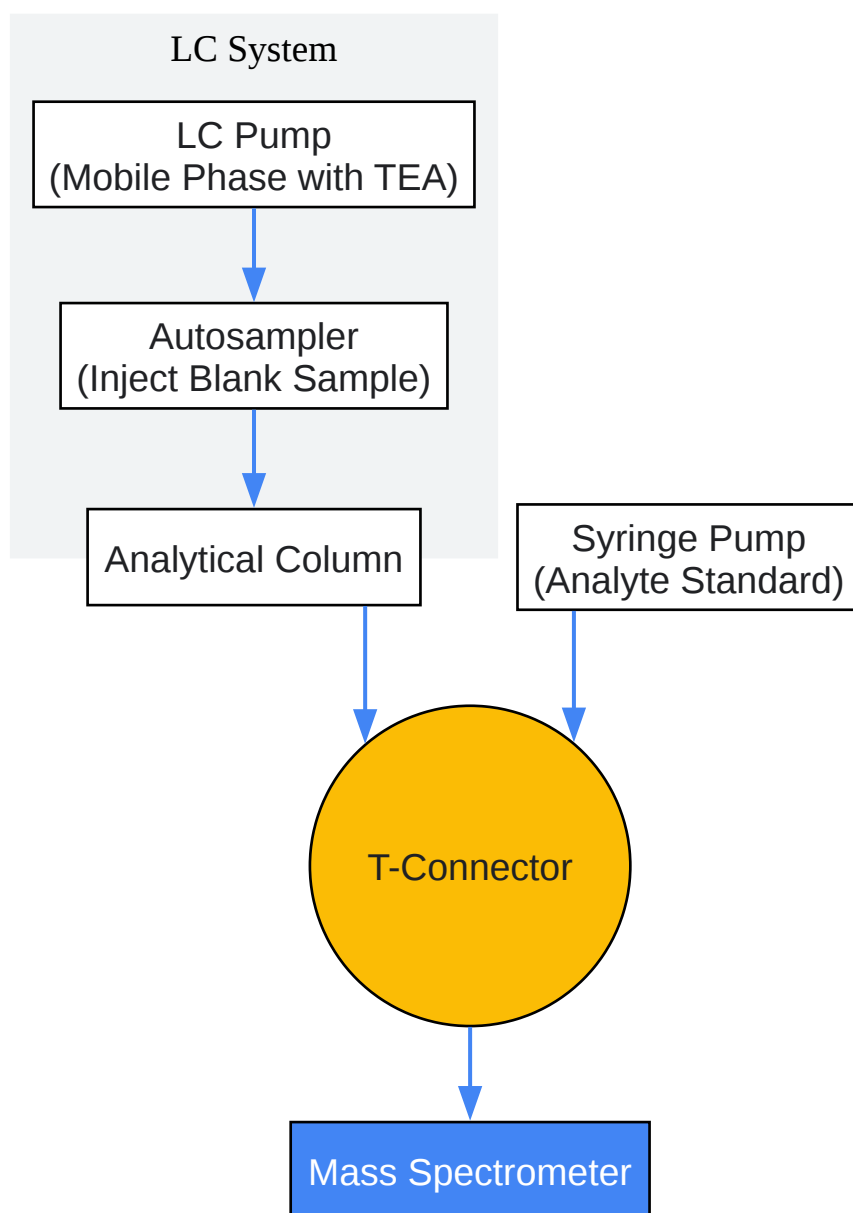 LC System
LC Pump
(Mobile Phase with TEA)
Autosampler
(Inject Blank Sample)
Analytical Column
Syringe Pump
(Analyte Standard)
T-Connector
Mass Spectrometer